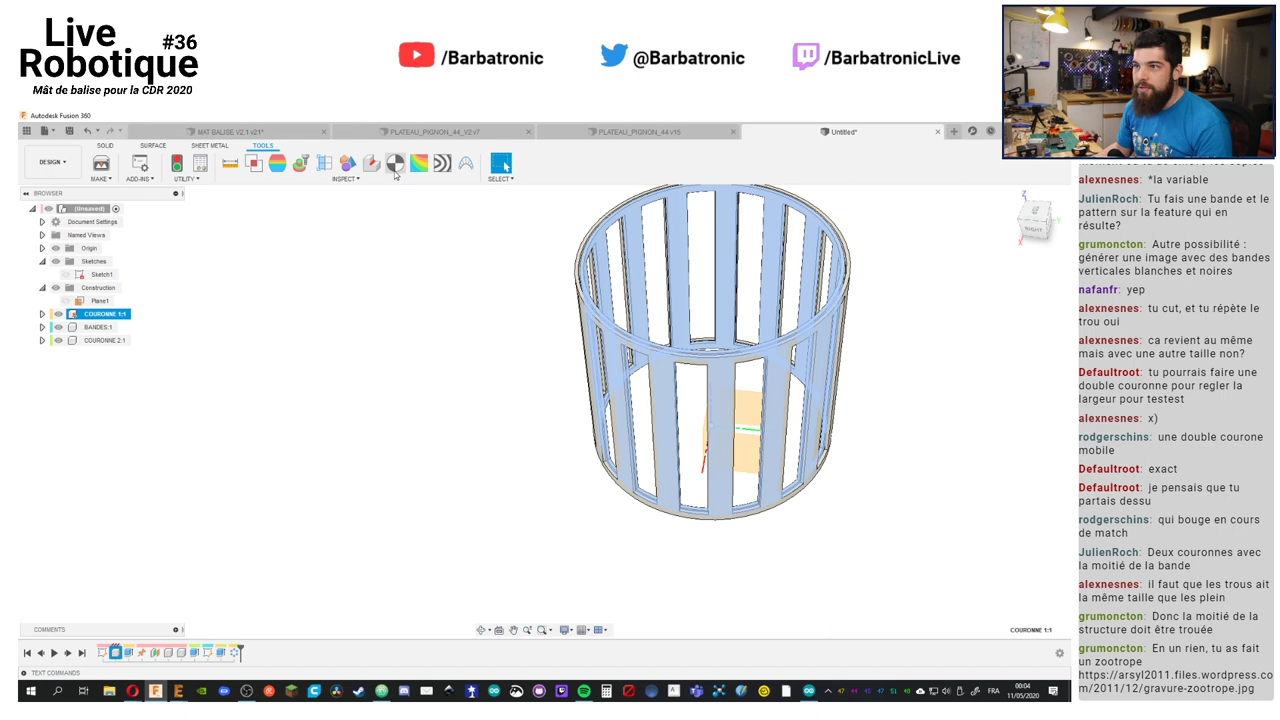 Live
Robotique #36
Mât de balise pour la CDR 2020
/Barbatronic
@Barbatronic
/BarbatronicLive
Autodesk Fusion 360
MAT BALISE V2.1 v21*
PLATEAU_PIGNON_44_V2 v7
PLATEAU_PIGNON_44 v15
Untitled*
SOLID
SURFACE
SHEET METAL
TOOLS
DESIGN
MAKE
ADD-INS
UTILITY
INSPECT
SELECT
BROWSER
(Unsaved)
Document Settings
Named Views
Origin
Sketches
Sketch1
Construction
Plane1
COURONNE 1:1
BANDES:1
COURONNE 2:1
RIGHT
Z
X
COMMENTS
COURONNE 1:1
TEXT COMMANDS
FRA
00:04
11/05/2020
alexnesnes: *la variable
JulienRoch: Tu fais une bande et le
pattern sur la feature qui en
résulte?
grumoncton: Autre possibilité :
générer une image avec des bandes
verticales blanches et noires
nafanfr: yep
alexnesnes: tu cut, et tu répète le
trou oui
alexnesnes: ca revient au même
mais avec une autre taille non?
Defaultroot: tu pourrais faire une
double couronne pour regler la
largeur pour testest
alexnesnes: x)
rodgerschins: une double courone
mobile
Defaultroot: exact
Defaultroot: je pensais que tu
partais dessu
rodgerschins: qui bouge en cours
de match
JulienRoch: Deux couronnes avec
la moitié de la bande
alexnesnes: il faut que les trous ait
la même taille que les plein
grumoncton: Donc la moitié de la
structure doit être trouée
grumoncton: En un rien, tu as fait
un zootrope
https://arsyl2011.files.wordpress.co
m/2011/12/gravure-zootrope.jpg